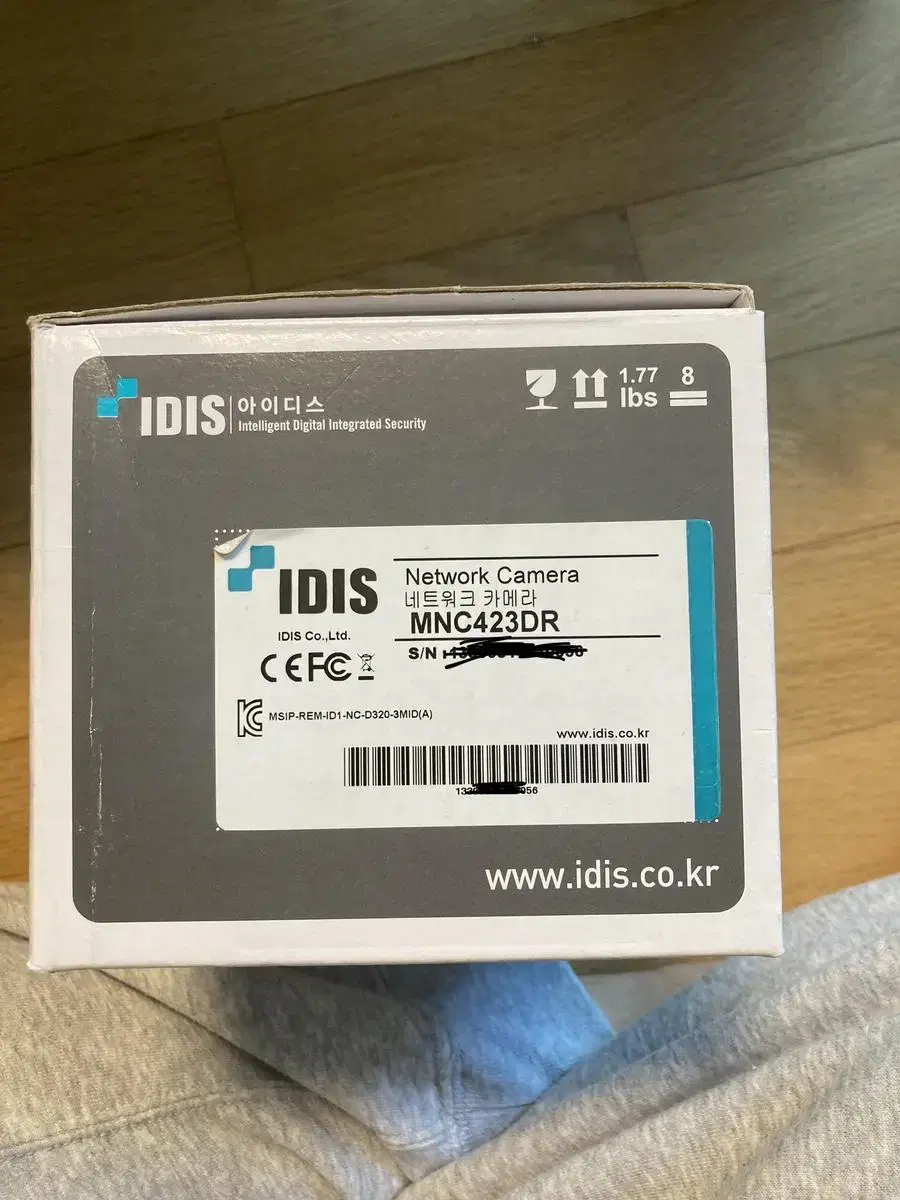 IDIS
아이디스
Intelligent Digital Integrated Security
1.77
lbs
8
IDIS
IDIS Co.,Ltd.
CE FC
Network Camera
네트워크 카메라
MNC423DR
S/N
MSIP-REM-ID1-NC-D320-3MID(A)
www.idis.co.kr
www.idis.co.kr